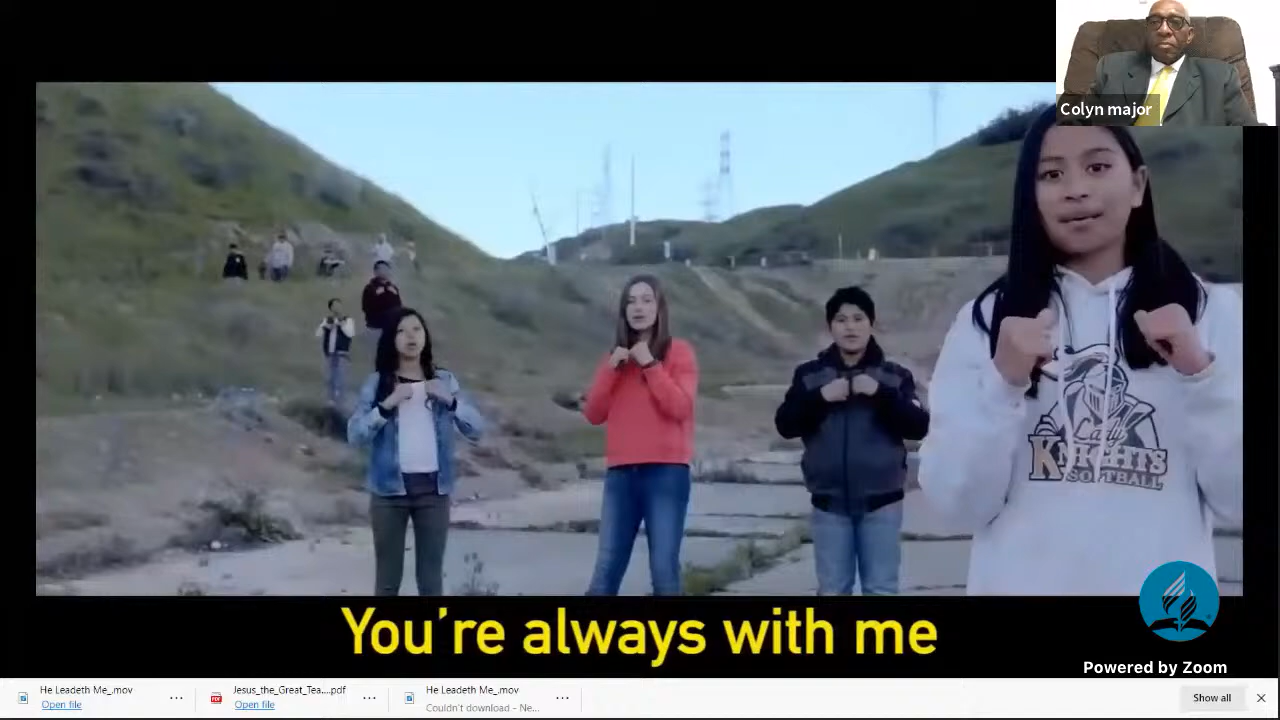 Colyn major
Lady
KNIGHTS
SOFTBALL
You're always with me
Powered by Zoom
He Leadeth Me_.mov
Open file
Jesus_the_Great_Tea....pdf
Open file
He Leadeth Me_.mov
Couldn't download - Ne...
Show all